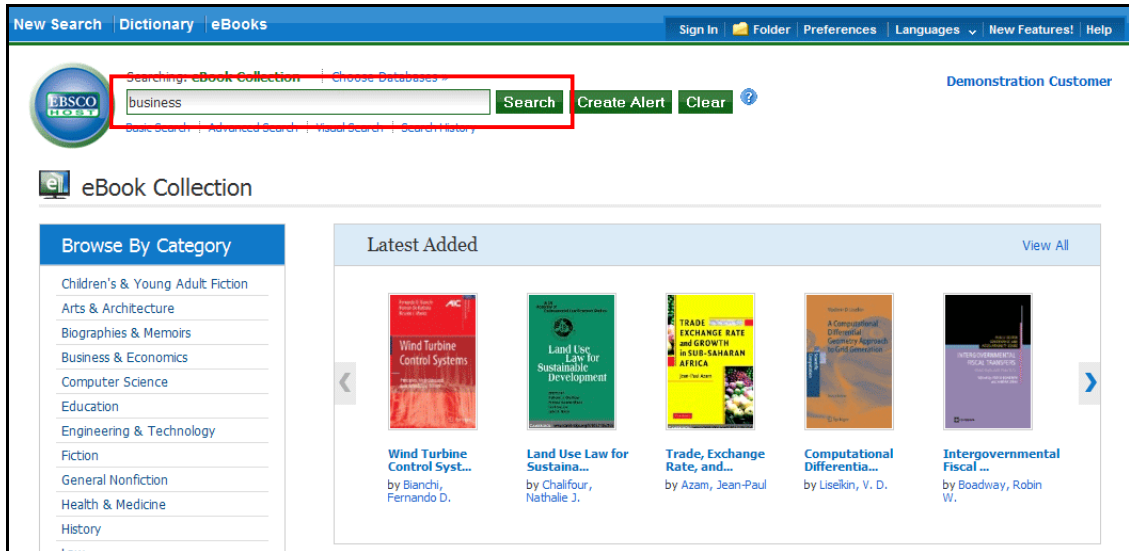 New Search Dictionary eBooks
Sign In Folder Preferences Languages New Features! Help
Searching: eBook Collection Choose Databases »
Demonstration Customer
EBSCO
HOST
business Search Create Alert Clear ?
Basic Search Advanced Search Visual Search Search History
eBook Collection
Browse By Category
Children's & Young Adult Fiction
Arts & Architecture
Biographies & Memoirs
Business & Economics
Computer Science
Education
Engineering & Technology
Fiction
General Nonfiction
Health & Medicine
History
Latest Added View All
Wind Turbine
Control Systems
Land Use
Law for
Sustainable
Development
TRADE
EXCHANGE RATE
and GROWTH
in SUB-SAHARAN
AFRICA
Jean-Paul Azam
A Computational
Differential
Geometry Approach
to Grid Generation
Springer
INTERGOVERNMENTAL
FISCAL TRANSFERS
Wind Turbine
Control Syst...
by Bianchi,
Fernando D.
Land Use Law for
Sustaina...
by Chalifour,
Nathalie J.
Trade, Exchange
Rate, and...
by Azam, Jean-Paul
Computational
Differentia...
by Liseĭkin, V. D.
Intergovernmental
Fiscal ...
by Boadway, Robin
W.